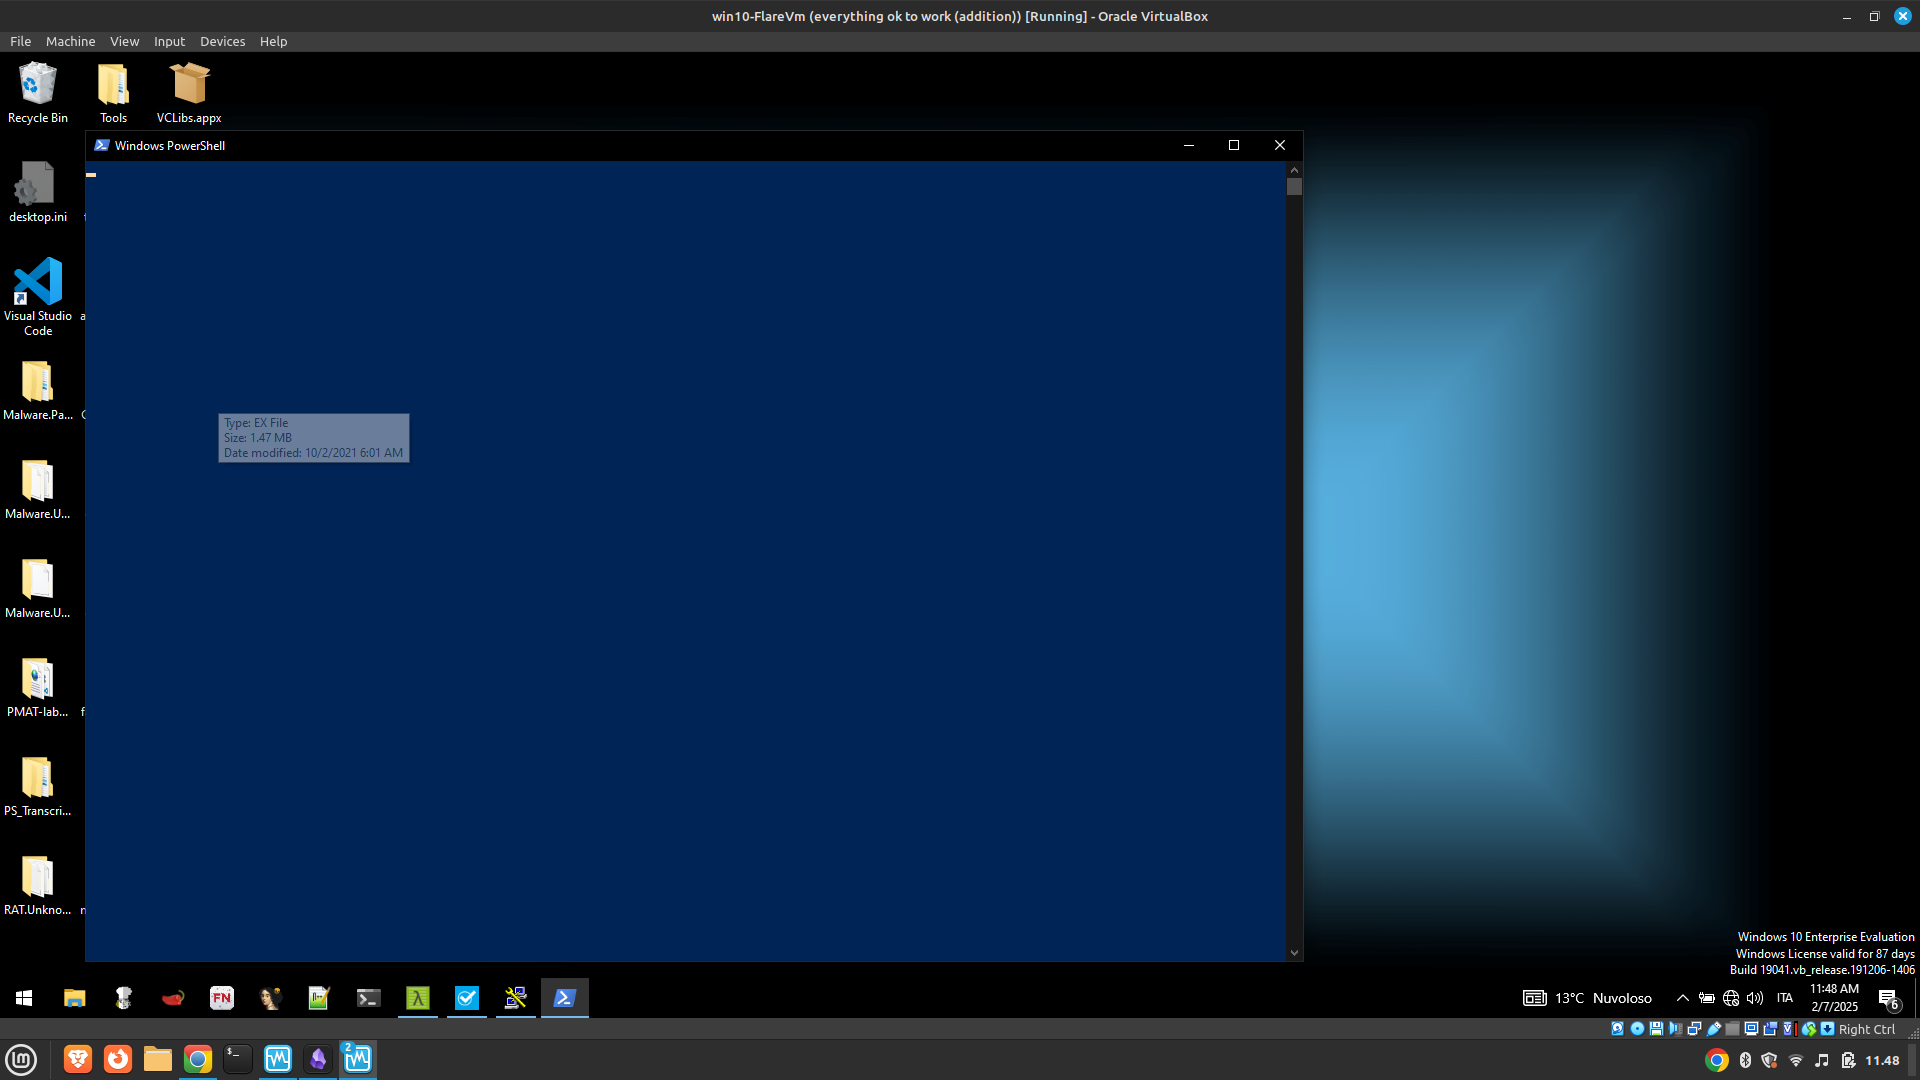 win10-FlareVm (everything ok to work (addition)) [Running] - Oracle VirtualBox
File Machine View Input Devices Help
Recycle Bin
Tools
VCLibs.appx
Windows PowerShell
desktop.ini
Visual Studio
Code
Malware.Pa...
Type: EX File
Size: 1.47 MB
Date modified: 10/2/2021 6:01 AM
Malware.U...
Malware.U...
PMAT-lab...
PS_Transcri...
RAT.Unkno...
Windows 10 Enterprise Evaluation
Windows License valid for 87 days
Build 19041.vb_release.191206-1406
FN
13°C Nuvoloso
ITA
11:48 AM
2/7/2025
6
Right Ctrl
2
11.48